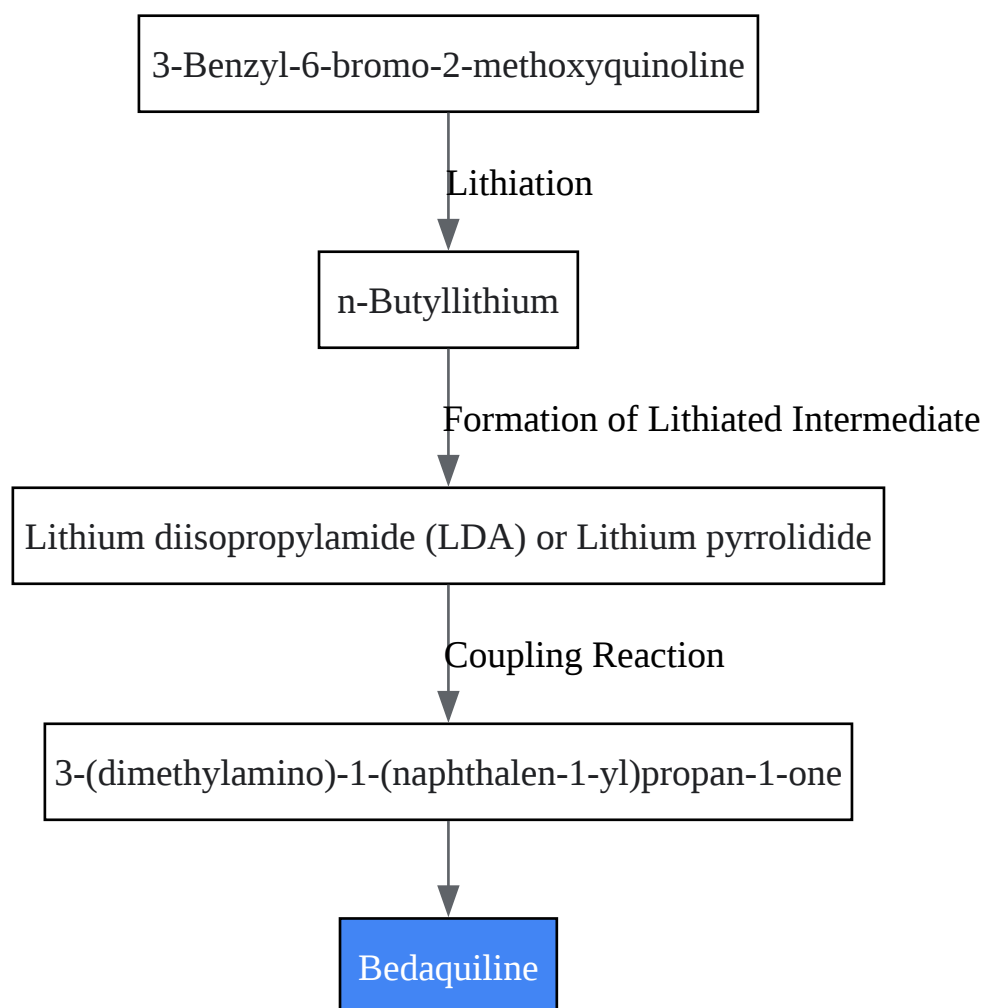 3-Benzyl-6-bromo-2-methoxyquinoline
Lithiation
n-Butyllithium
Formation of Lithiated Intermediate
Lithium diisopropylamide (LDA) or Lithium pyrrolidide
Coupling Reaction
3-(dimethylamino)-1-(naphthalen-1-yl)propan-1-one
Bedaquiline